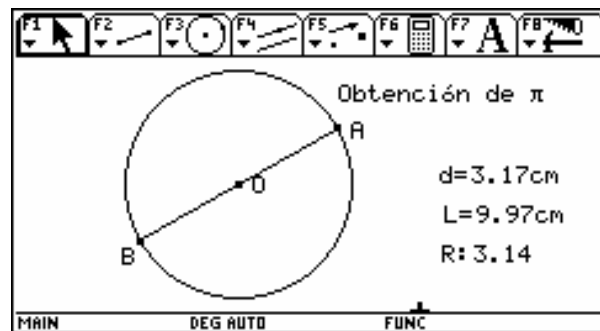 F1 F2 F3 F4 F5 F6 F7 A F8
Obtención de π
A
O
d=3.17cm
L=9.97cm
B
R:3.14
MAIN DEG AUTO FUNC